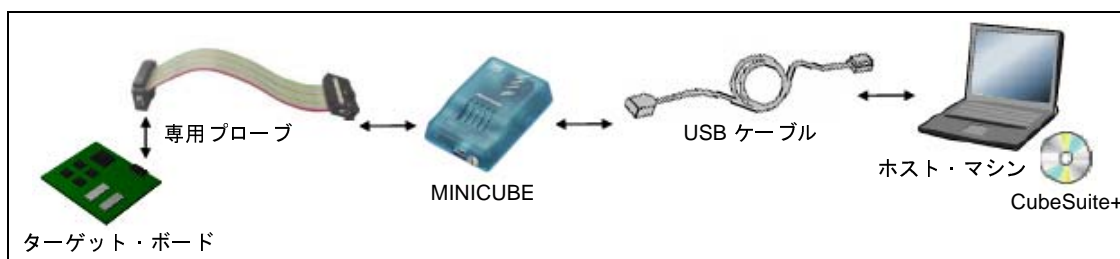 専用プローブ
USB ケーブル
ホスト・マシン
MINICUBE
CubeSuite+
ターゲット・ボード